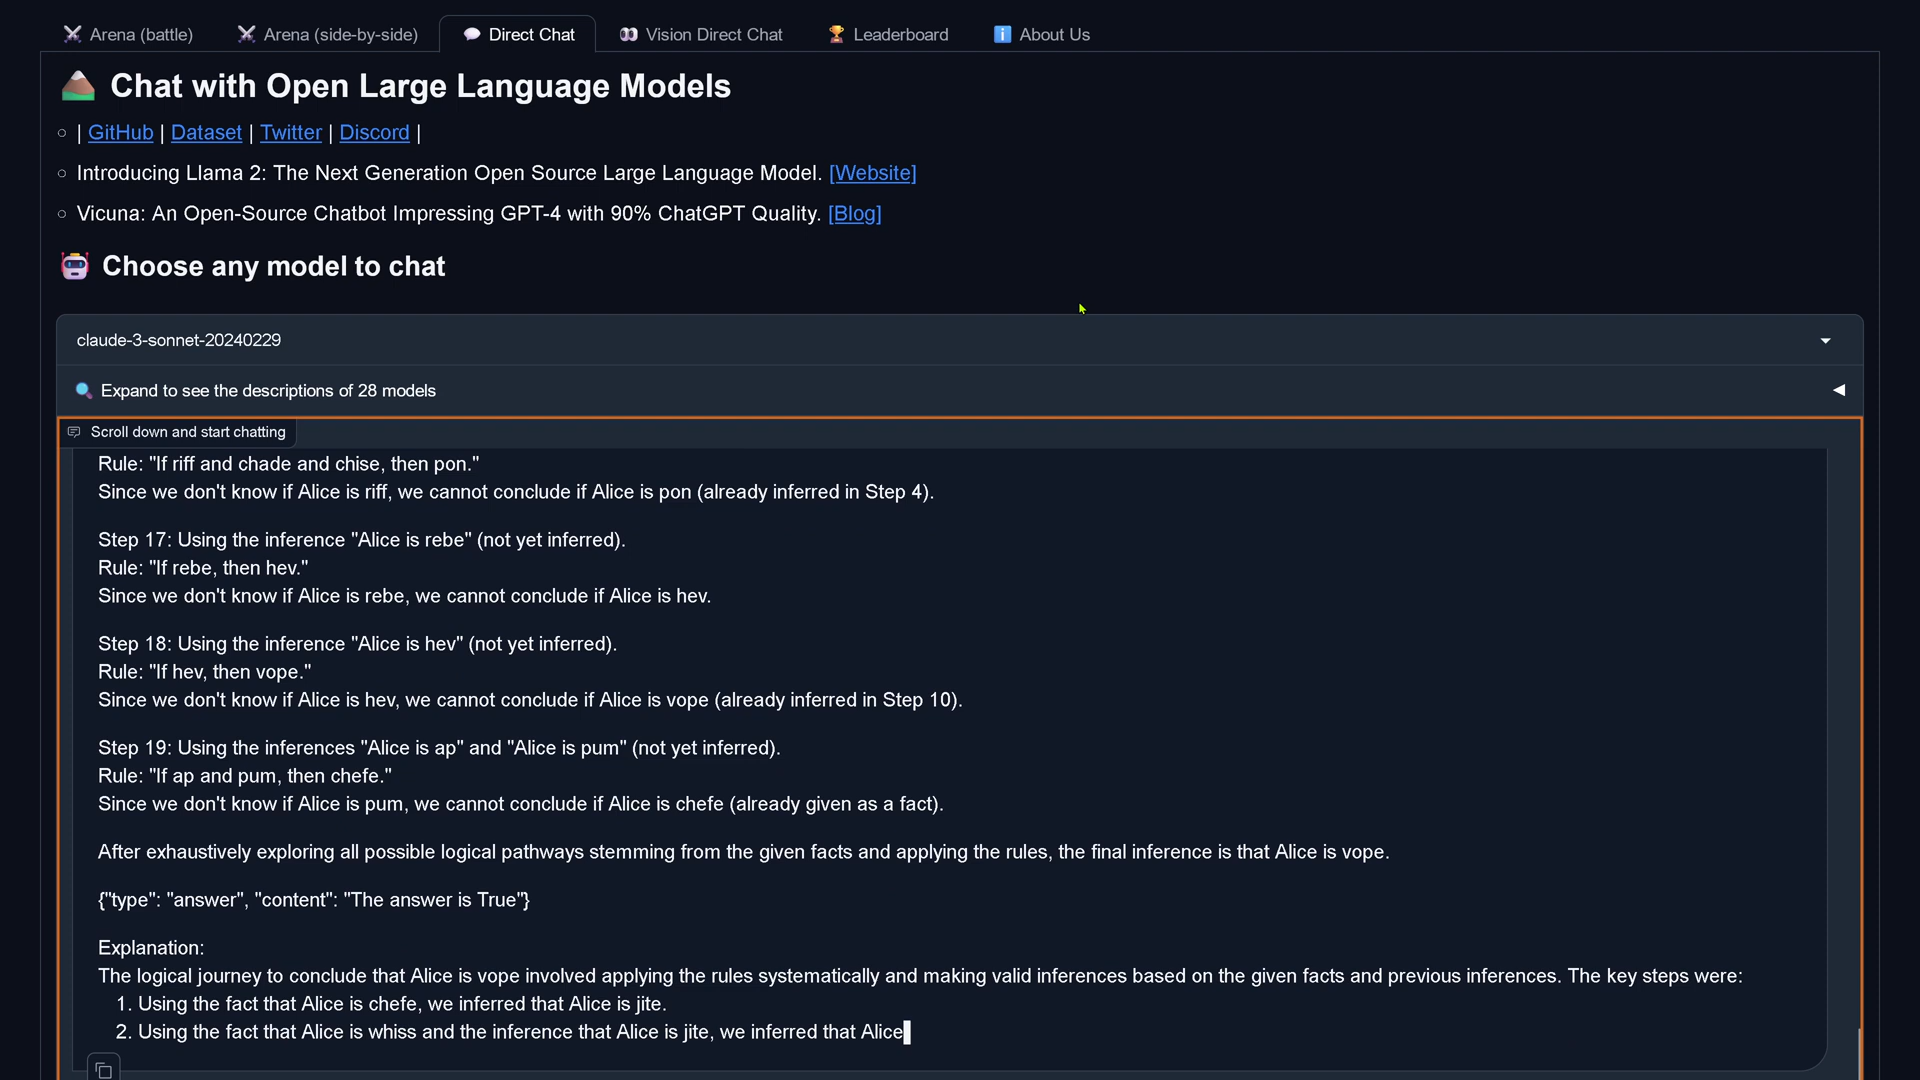 Arena (battle) Arena (side-by-side) Direct Chat Vision Direct Chat Leaderboard About Us
Chat with Open Large Language Models
| GitHub | Dataset | Twitter | Discord |
Introducing Llama 2: The Next Generation Open Source Large Language Model. [Website]
Vicuna: An Open-Source Chatbot Impressing GPT-4 with 90% ChatGPT Quality. [Blog]
Choose any model to chat
claude-3-sonnet-20240229
Expand to see the descriptions of 28 models
Scroll down and start chatting
Rule: "If riff and chade and chise, then pon."
Since we don't know if Alice is riff, we cannot conclude if Alice is pon (already inferred in Step 4).
Step 17: Using the inference "Alice is rebe" (not yet inferred).
Rule: "If rebe, then hev."
Since we don't know if Alice is rebe, we cannot conclude if Alice is hev.
Step 18: Using the inference "Alice is hev" (not yet inferred).
Rule: "If hev, then vope."
Since we don't know if Alice is hev, we cannot conclude if Alice is vope (already inferred in Step 10).
Step 19: Using the inferences "Alice is ap" and "Alice is pum" (not yet inferred).
Rule: "If ap and pum, then chefe."
Since we don't know if Alice is pum, we cannot conclude if Alice is chefe (already given as a fact).
After exhaustively exploring all possible logical pathways stemming from the given facts and applying the rules, the final inference is that Alice is vope.
{"type": "answer", "content": "The answer is True"}
Explanation:
The logical journey to conclude that Alice is vope involved applying the rules systematically and making valid inferences based on the given facts and previous inferences. The key steps were:
1. Using the fact that Alice is chefe, we inferred that Alice is jite.
2. Using the fact that Alice is whiss and the inference that Alice is jite, we inferred that Alice